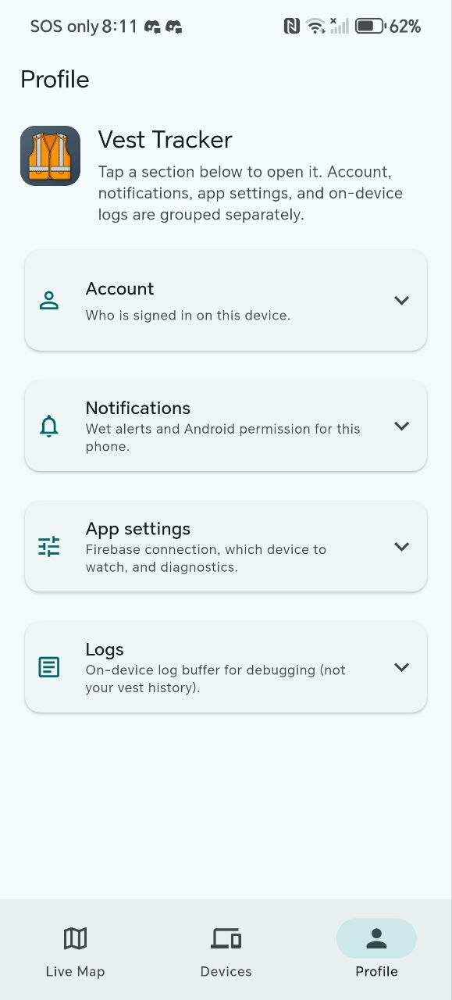 SOS only 8:11 62%
Profile
Vest Tracker
Tap a section below to open it. Account,
notifications, app settings, and on-device
logs are grouped separately.
Account
Who is signed in on this device.
Notifications
Wet alerts and Android permission for this
phone.
App settings
Firebase connection, which device to
watch, and diagnostics.
Logs
On-device log buffer for debugging (not
your vest history).
Live Map Devices Profile